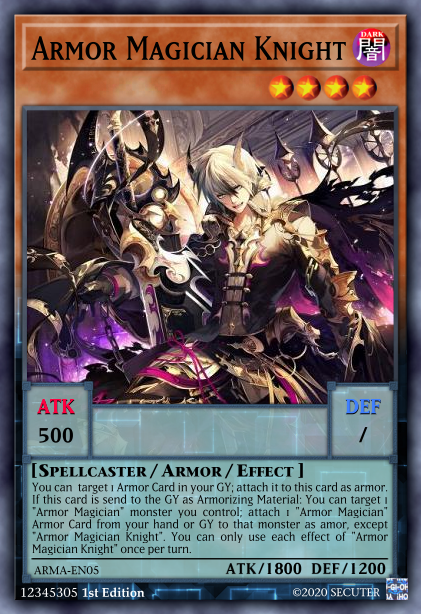 ARMOR MAGICIAN KNIGHT
DARK
闇
ATK
500
DEF
/
[SPELLCASTER / ARMOR / EFFECT ]
You can target 1 Armor Card in your GY; attach it to this card as armor.
If this card is send to the GY as Armorizing Material: You can target 1
"Armor Magician" monster you control; attach 1 "Armor Magician"
Armor Card from your hand or GY to that monster as amor, except
"Armor Magician Knight". You can only use each effect of "Armor
Magician Knight" once per turn.
ARMA-EN05
ATK/1800 DEF/1200
12345305 1st Edition
©2020 SECUTER